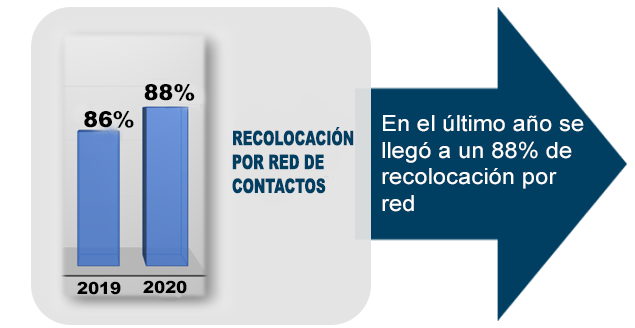 88%
86%
2019 2020
RECOLOCACIÓN
POR RED DE
CONTACTOS
En el último año se
llegó a un 88% de
recolocación por
red